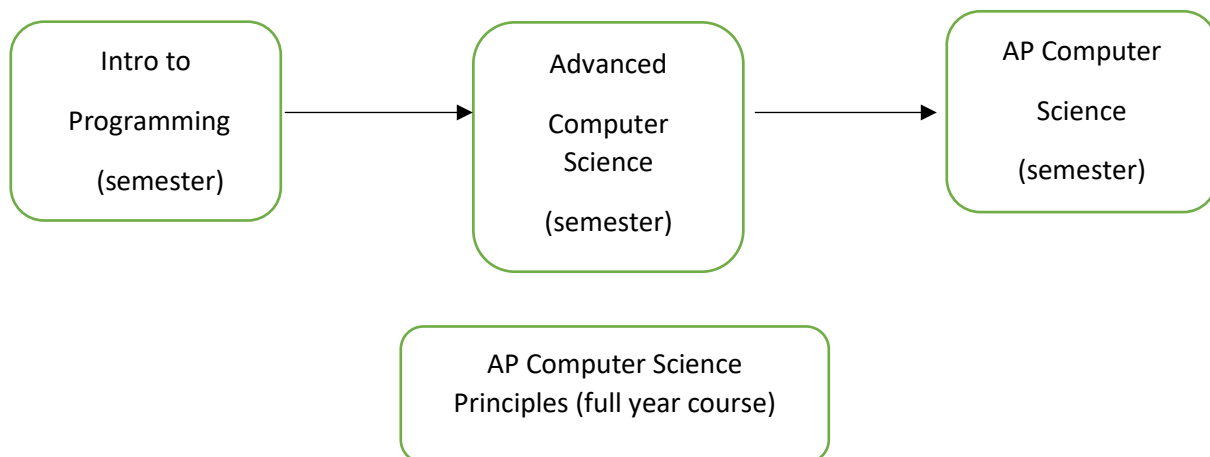 Intro to
Programming
(semester)
Advanced
Computer
Science
(semester)
AP Computer
Science
(semester)
AP Computer Science
Principles (full year course)